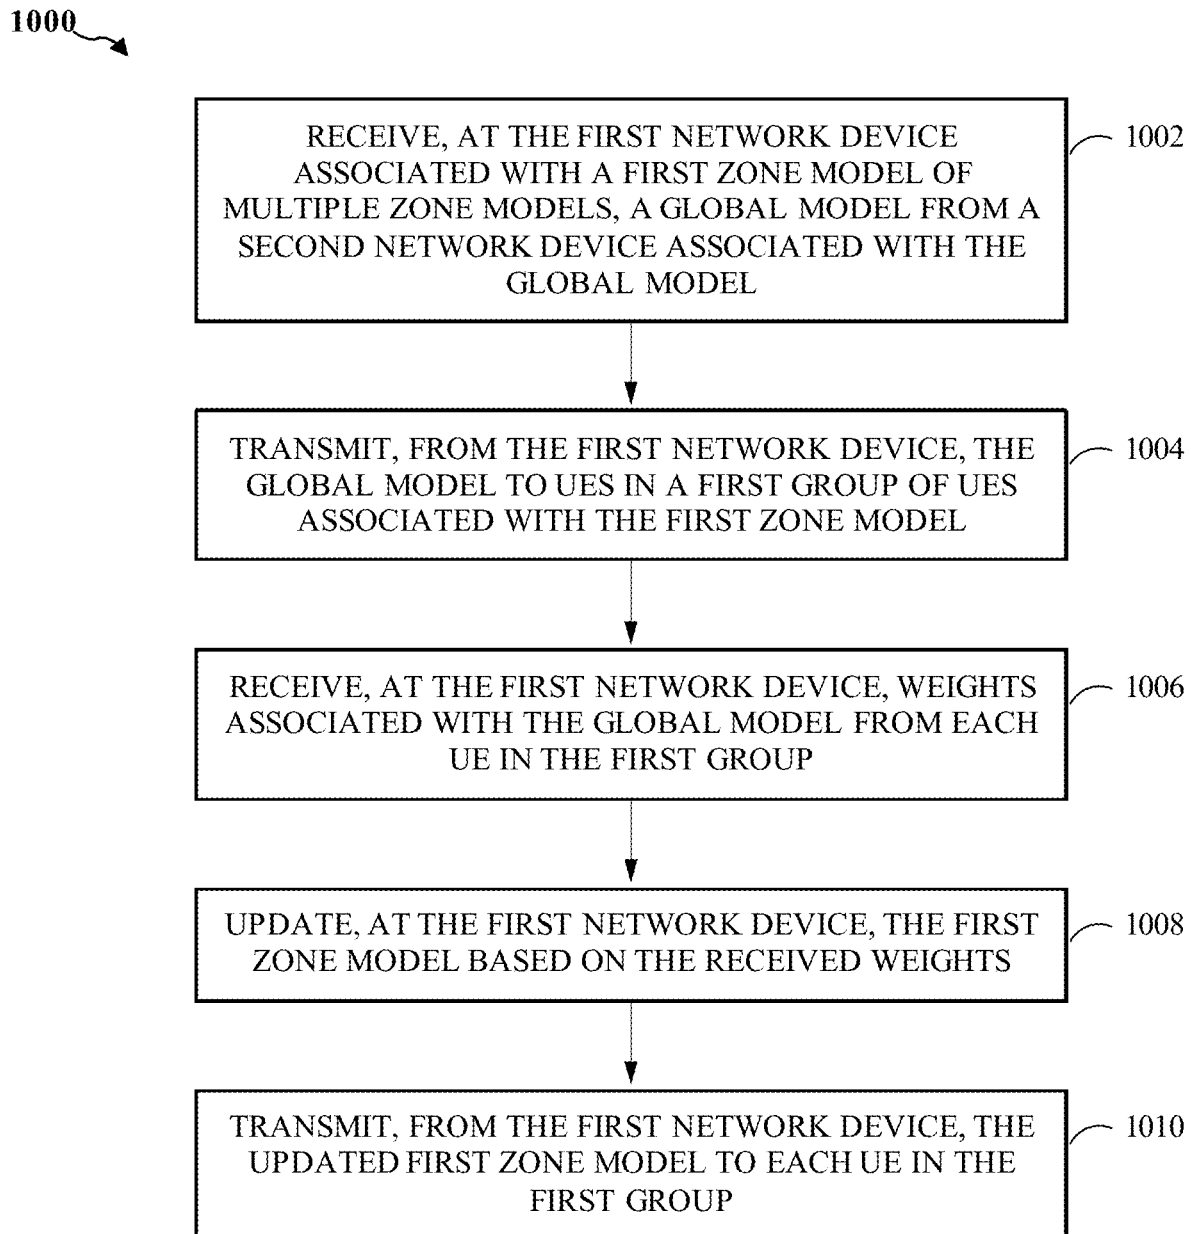 1000
RECEIVE, AT THE FIRST NETWORK DEVICE
ASSOCIATED WITH A FIRST ZONE MODEL OF
MULTIPLE ZONE MODELS, A GLOBAL MODEL FROM A
SECOND NETWORK DEVICE ASSOCIATED WITH THE
GLOBAL MODEL
1002
TRANSMIT, FROM THE FIRST NETWORK DEVICE, THE
GLOBAL MODEL TO UES IN A FIRST GROUP OF UES
ASSOCIATED WITH THE FIRST ZONE MODEL
1004
RECEIVE, AT THE FIRST NETWORK DEVICE, WEIGHTS
ASSOCIATED WITH THE GLOBAL MODEL FROM EACH
UE IN THE FIRST GROUP
1006
UPDATE, AT THE FIRST NETWORK DEVICE, THE FIRST
ZONE MODEL BASED ON THE RECEIVED WEIGHTS
1008
TRANSMIT, FROM THE FIRST NETWORK DEVICE, THE
UPDATED FIRST ZONE MODEL TO EACH UE IN THE
FIRST GROUP
1010